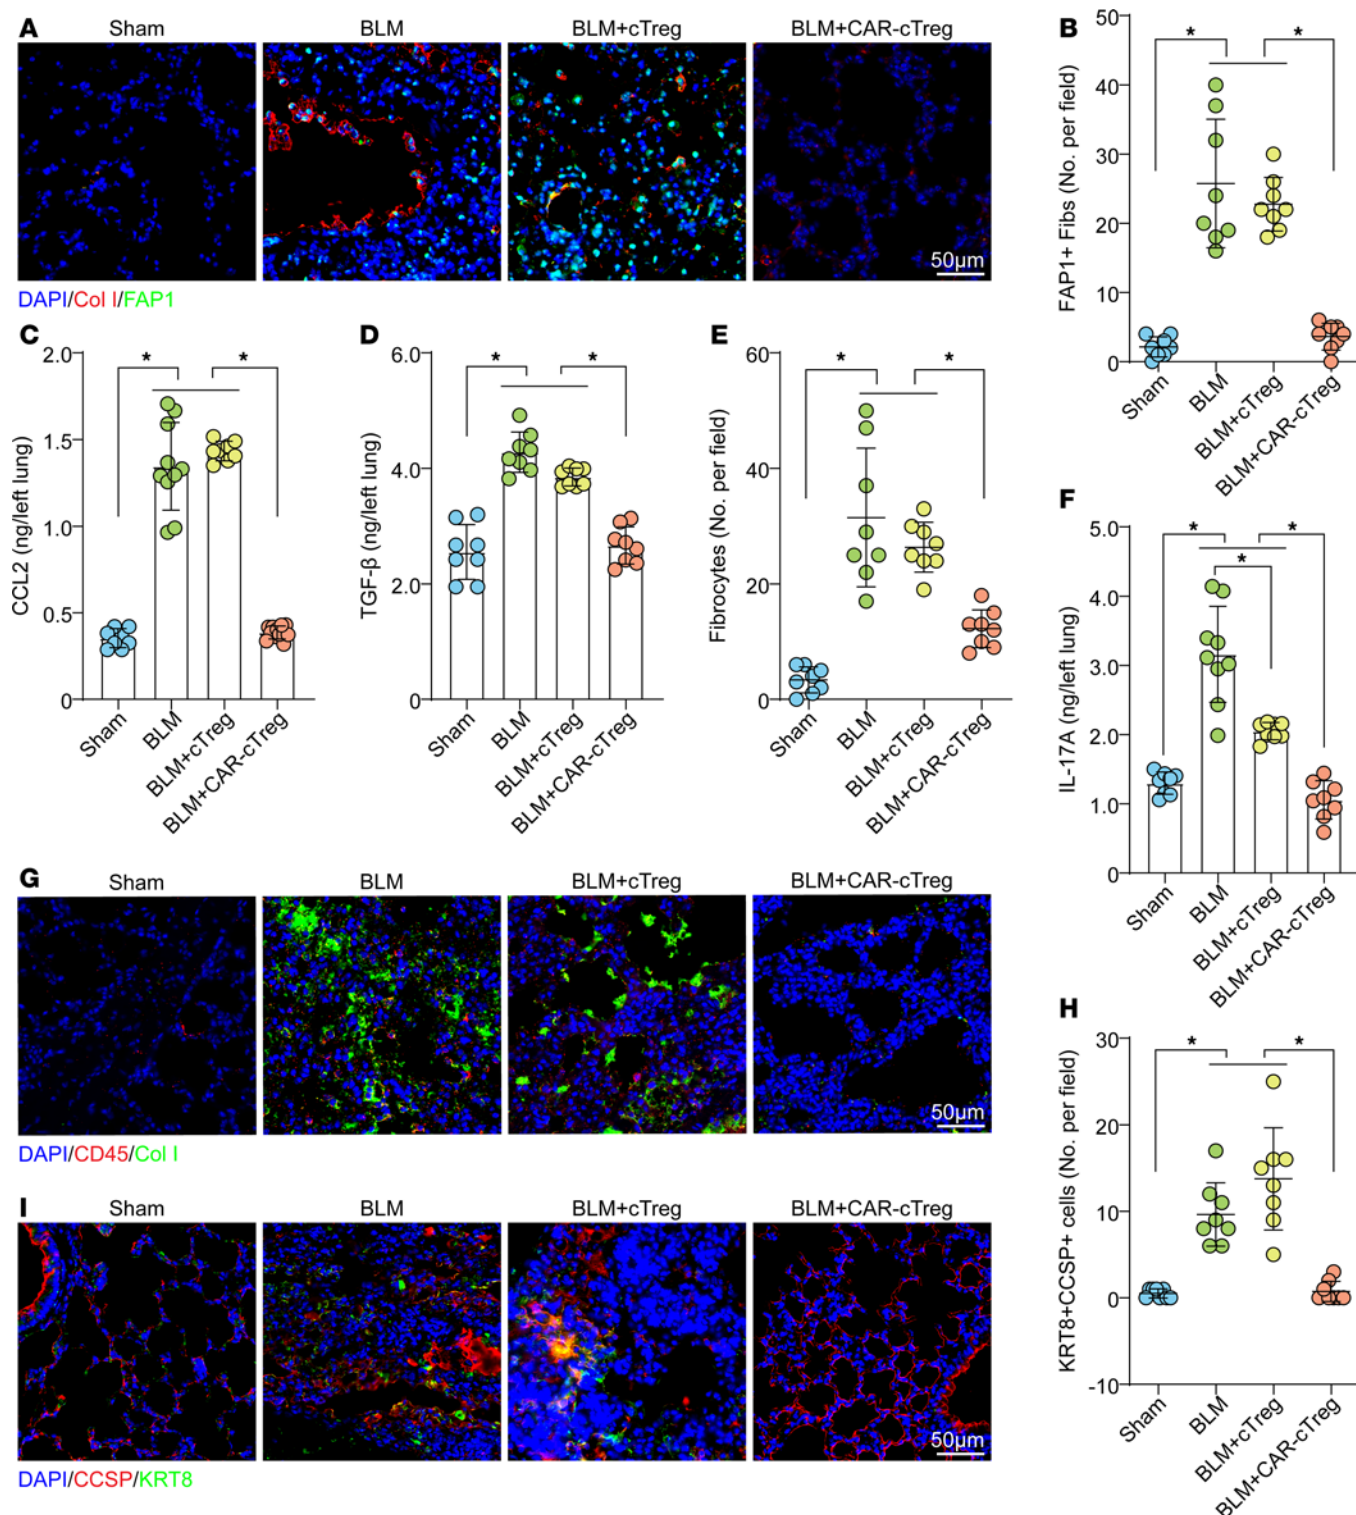 A
Sham
BLM
BLM+cTreg
BLM+CAR-cTreg
50μm
DAPI/Col I/FAP1
B
FAP1+ Fibs (No. per field)
50
40
30
20
10
0
*
*
Sham
BLM
BLM+cTreg
BLM+CAR-cTreg
C
CCL2 (ng/left lung)
2.0
1.5
1.0
0.5
0
*
*
Sham
BLM
BLM+cTreg
BLM+CAR-cTreg
D
TGF-β (ng/left lung)
6.0
4.0
2.0
0
*
*
Sham
BLM
BLM+cTreg
BLM+CAR-cTreg
E
Fibrocytes (No. per field)
60
40
20
0
*
*
Sham
BLM
BLM+cTreg
BLM+CAR-cTreg
F
IL-17A (ng/left lung)
5.0
4.0
3.0
2.0
1.0
0
*
*
*
Sham
BLM
BLM+cTreg
BLM+CAR-cTreg
G
Sham
BLM
BLM+cTreg
BLM+CAR-cTreg
50μm
DAPI/CD45/Col I
H
KRT8+CCSP+ cells (No. per field)
30
20
10
0
-10
*
*
Sham
BLM
BLM+cTreg
BLM+CAR-cTreg
I
Sham
BLM
BLM+cTreg
BLM+CAR-cTreg
50μm
DAPI/CCSP/KRT8